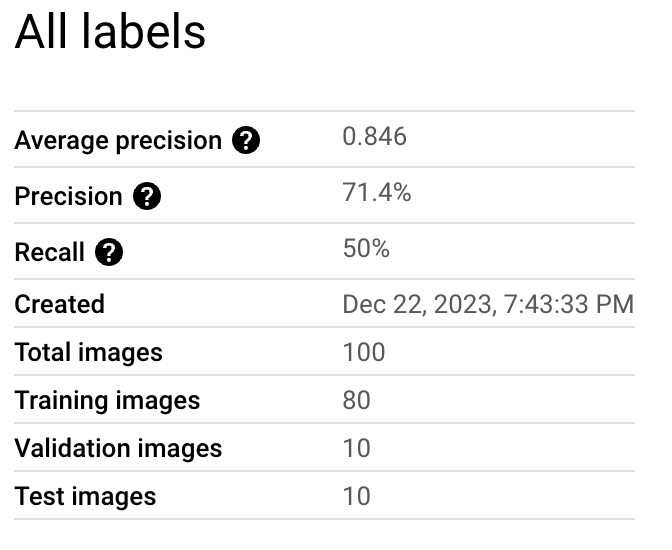 All labels
Average precision ? 0.846
Precision ? 71.4%
Recall ? 50%
Created Dec 22, 2023, 7:43:33 PM
Total images 100
Training images 80
Validation images 10
Test images 10